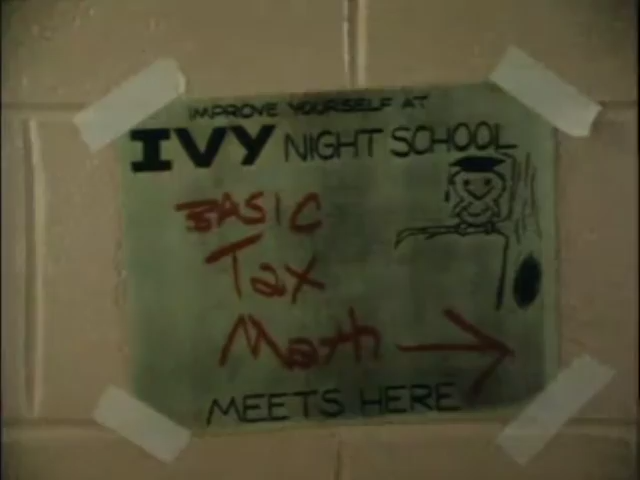 IMPROVE YOURSELF AT
IVY NIGHT SCHOOL
BASIC
Tax
Math
MEETS HERE